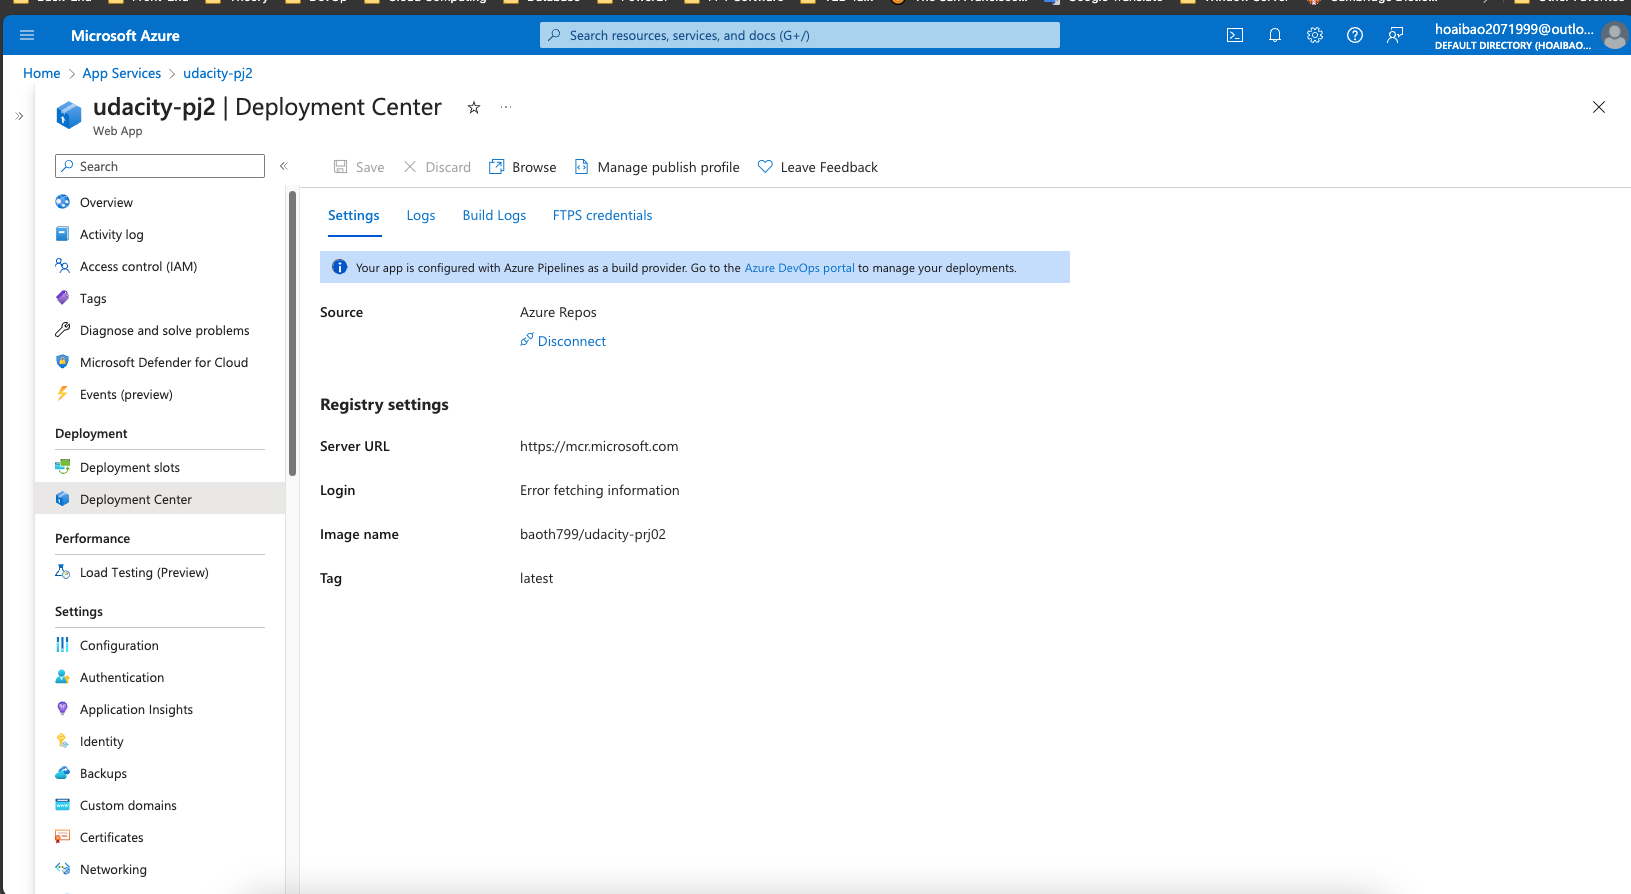 Microsoft Azure
Search resources, services, and docs (G+/)
hoaibao2071999@outlo...
DEFAULT DIRECTORY (HOAIBAO...
Home > App Services > udacity-pj2
udacity-pj2 | Deployment Center
Web App
Search
Save Discard Browse Manage publish profile Leave Feedback
Overview
Activity log
Access control (IAM)
Tags
Diagnose and solve problems
Microsoft Defender for Cloud
Events (preview)
Deployment
Deployment slots
Deployment Center
Performance
Load Testing (Preview)
Settings
Configuration
Authentication
Application Insights
Identity
Backups
Custom domains
Certificates
Networking
Settings Logs Build Logs FTPS credentials
Your app is configured with Azure Pipelines as a build provider. Go to the Azure DevOps portal to manage your deployments.
Source Azure Repos
Disconnect
Registry settings
Server URL https://mcr.microsoft.com
Login Error fetching information
Image name baoth799/udacity-prj02
Tag latest